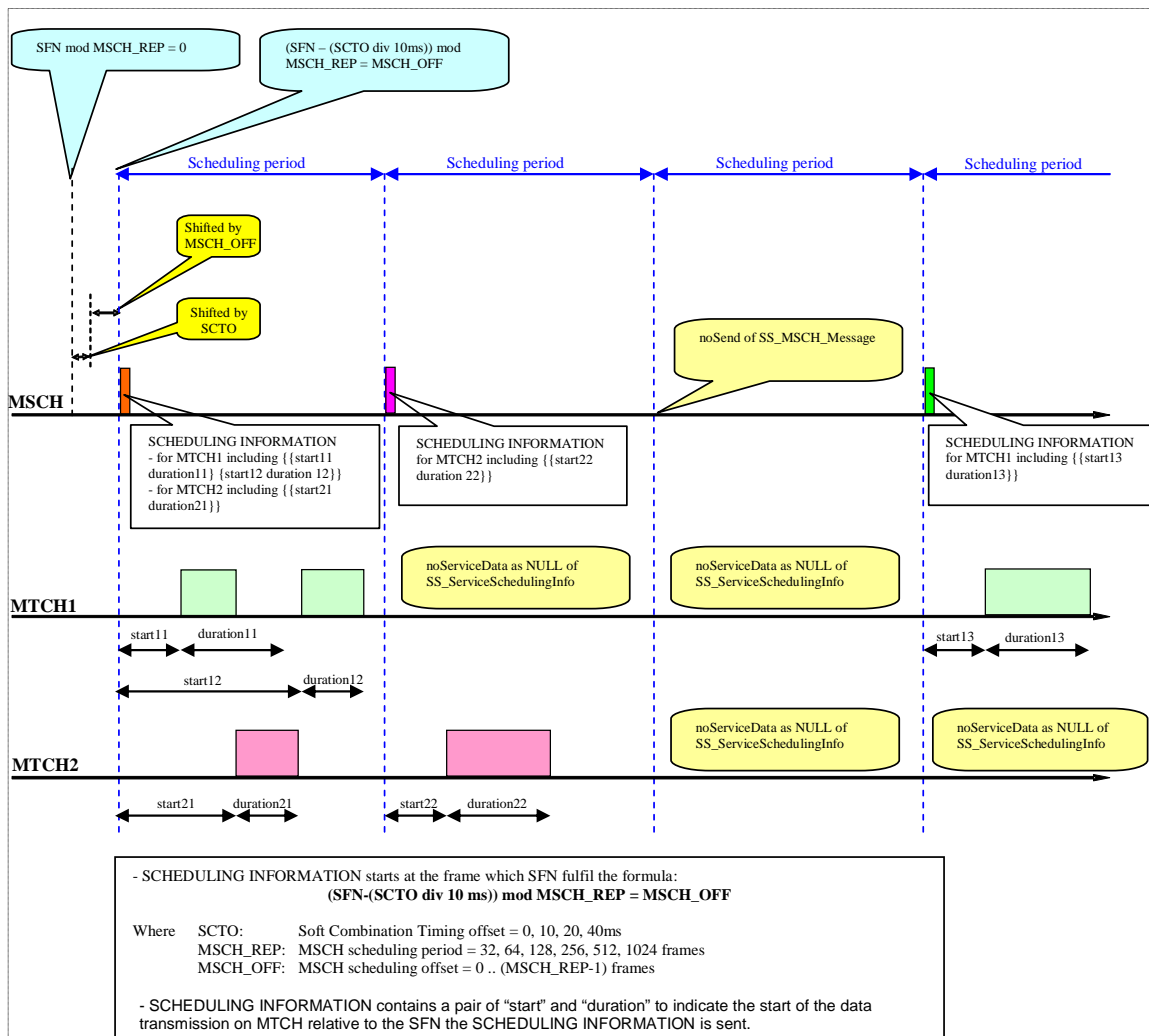 SFN mod MSCH_REP = 0
(SFN – (SCTO div 10ms)) mod
MSCH_REP = MSCH_OFF
Scheduling period
Scheduling period
Scheduling period
Scheduling period
Shifted by
MSCH_OFF
Shifted by
SCTO
noSend of SS_MSCH_Message
MSCH
SCHEDULING INFORMATION
- for MTCH1 including {{start11
duration11} {start12 duration 12}}
- for MTCH2 including {{start21
duration21}}
SCHEDULING INFORMATION
for MTCH2 including {{start22
duration 22}}
SCHEDULING INFORMATION
for MTCH1 including {{start13
duration13}}
noServiceData as NULL of
SS_ServiceSchedulingInfo
noServiceData as NULL of
SS_ServiceSchedulingInfo
MTCH1
start11
duration11
start13
duration13
start12
duration12
noServiceData as NULL of
SS_ServiceSchedulingInfo
noServiceData as NULL of
SS_ServiceSchedulingInfo
MTCH2
start21
duration21
start22
duration22
- SCHEDULING INFORMATION starts at the frame which SFN fulfil the formula:
(SFN-(SCTO div 10 ms)) mod MSCH_REP = MSCH_OFF
Where SCTO: Soft Combination Timing offset = 0, 10, 20, 40ms
MSCH_REP: MSCH scheduling period = 32, 64, 128, 256, 512, 1024 frames
MSCH_OFF: MSCH scheduling offset = 0 .. (MSCH_REP-1) frames
- SCHEDULING INFORMATION contains a pair of “start” and “duration” to indicate the start of the data
transmission on MTCH relative to the SFN the SCHEDULING INFORMATION is sent.